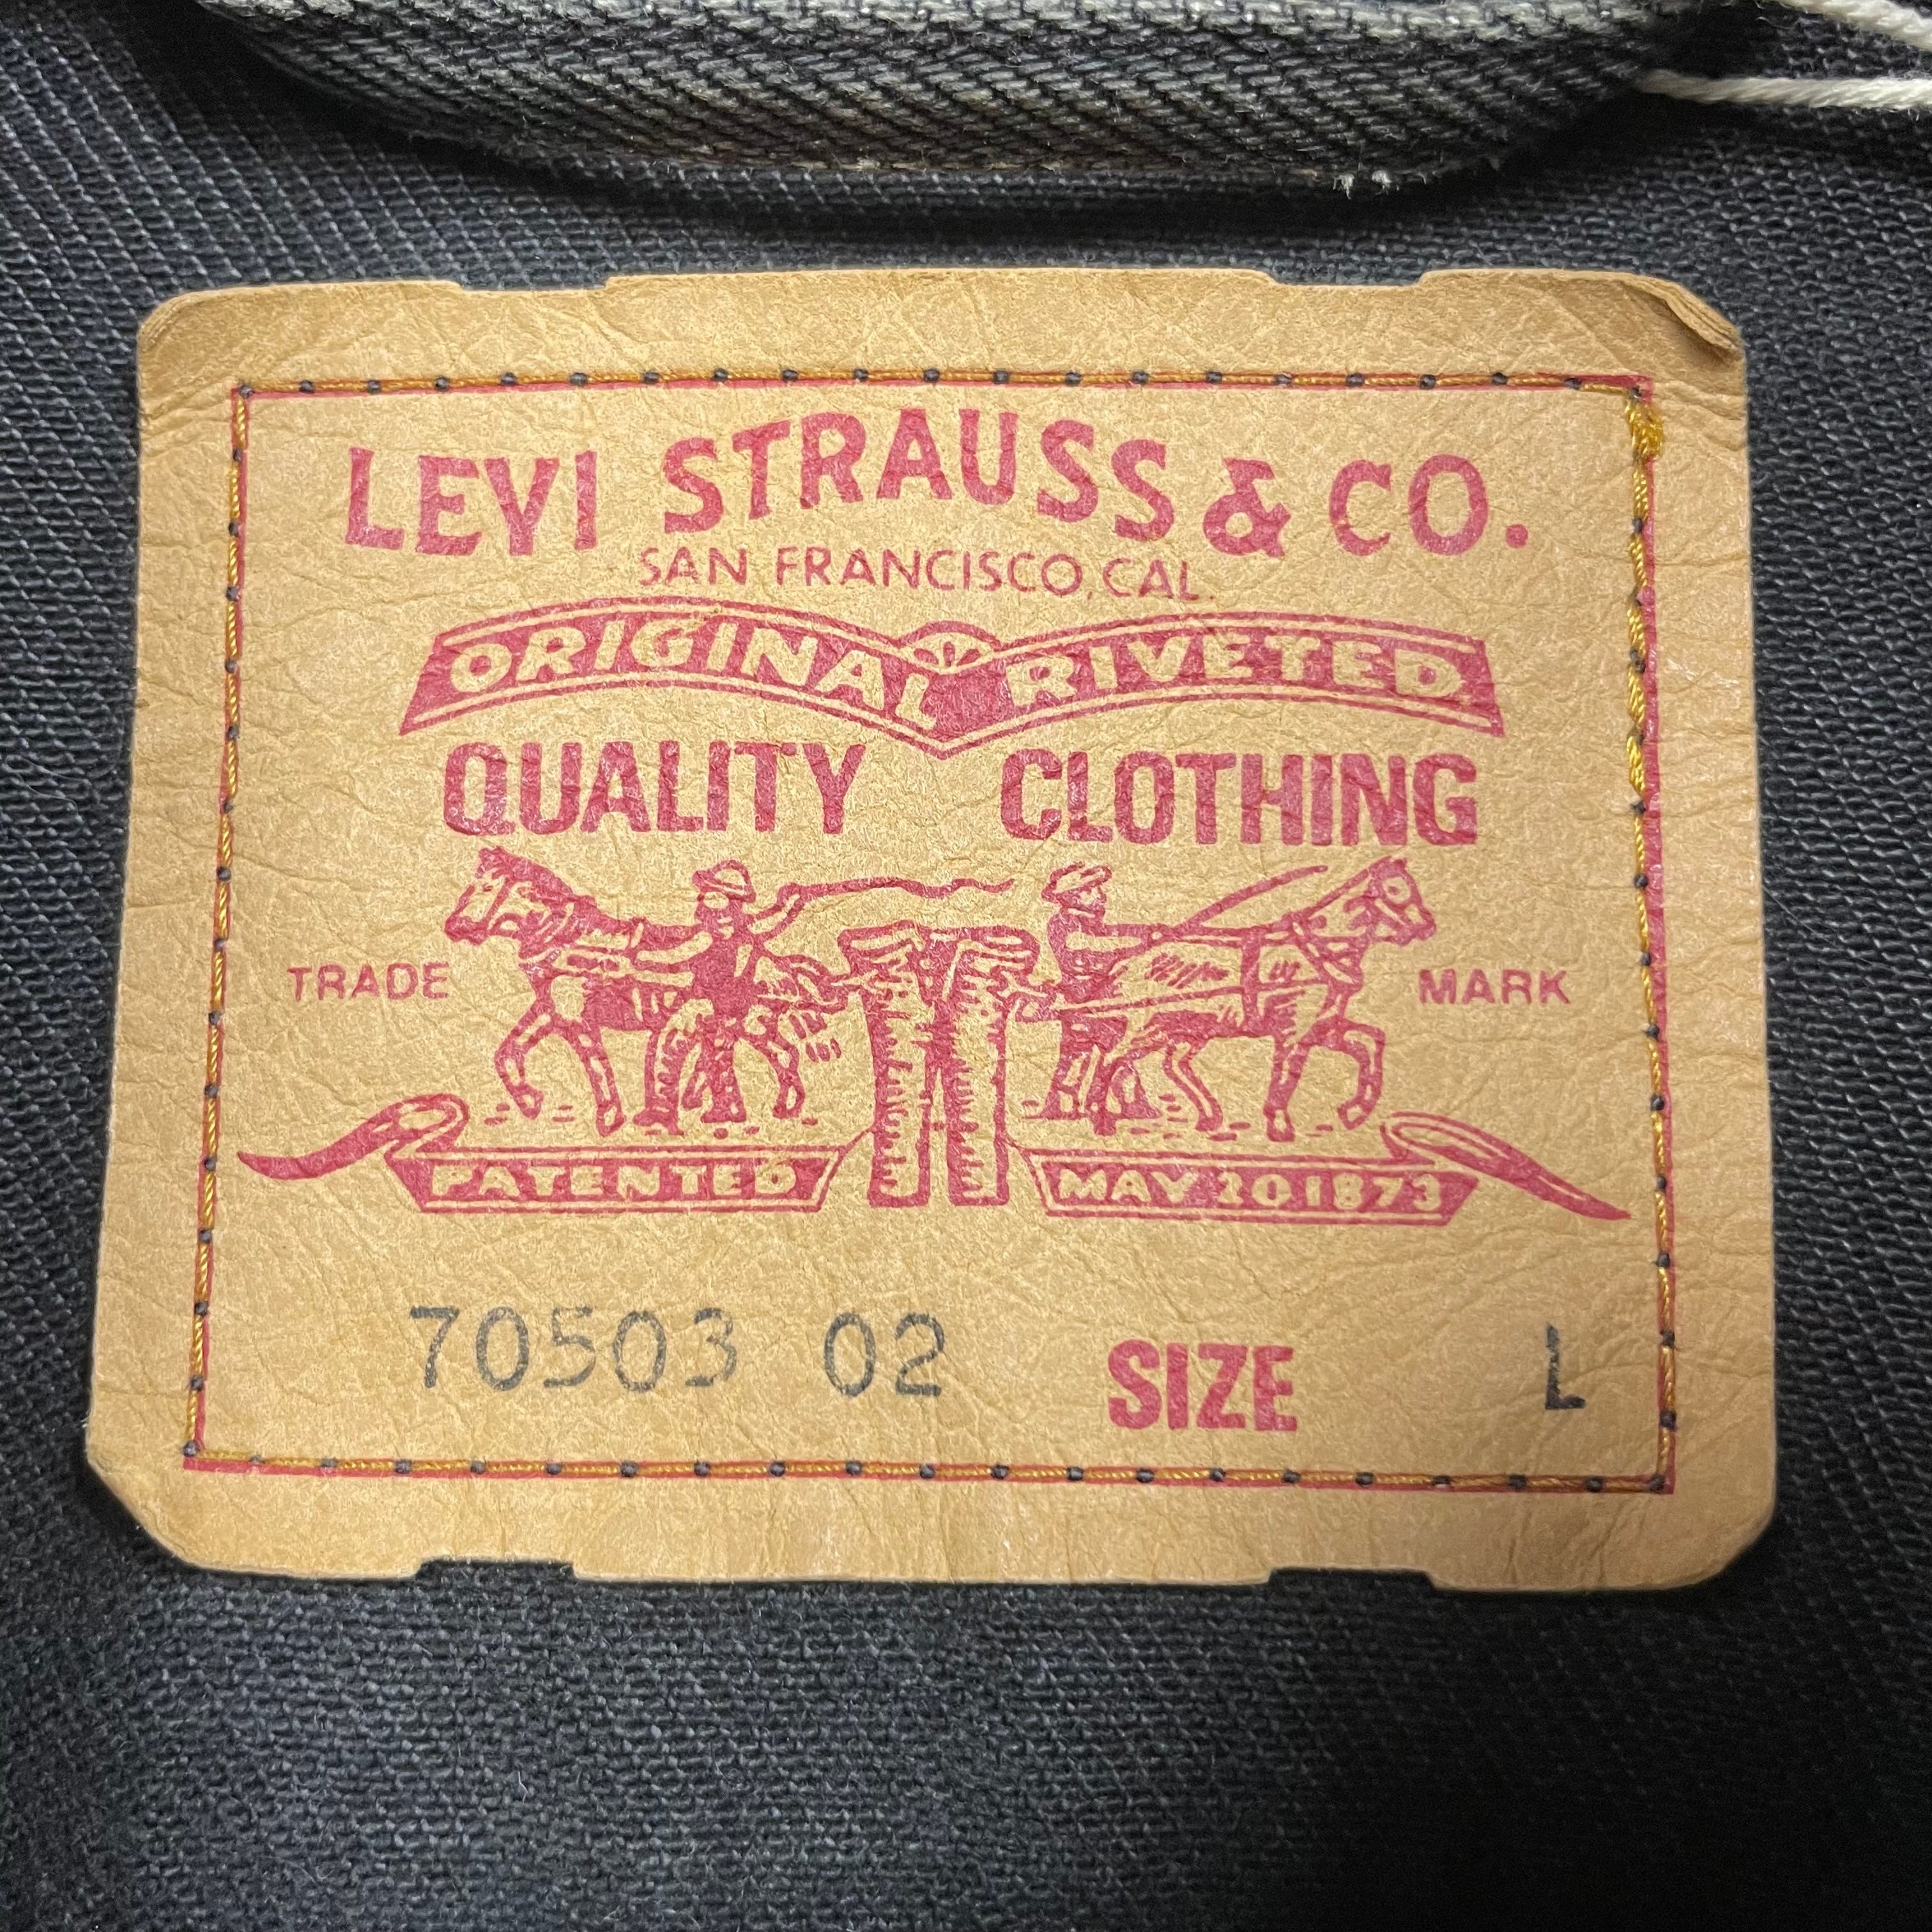 LEVI STRAUSS & CO.
SAN FRANCISCO, CAL.
ORIGINAL RIVETED
QUALITY CLOTHING
TRADE MARK
PATENTED MAY 20 1873
70503 02 SIZE L